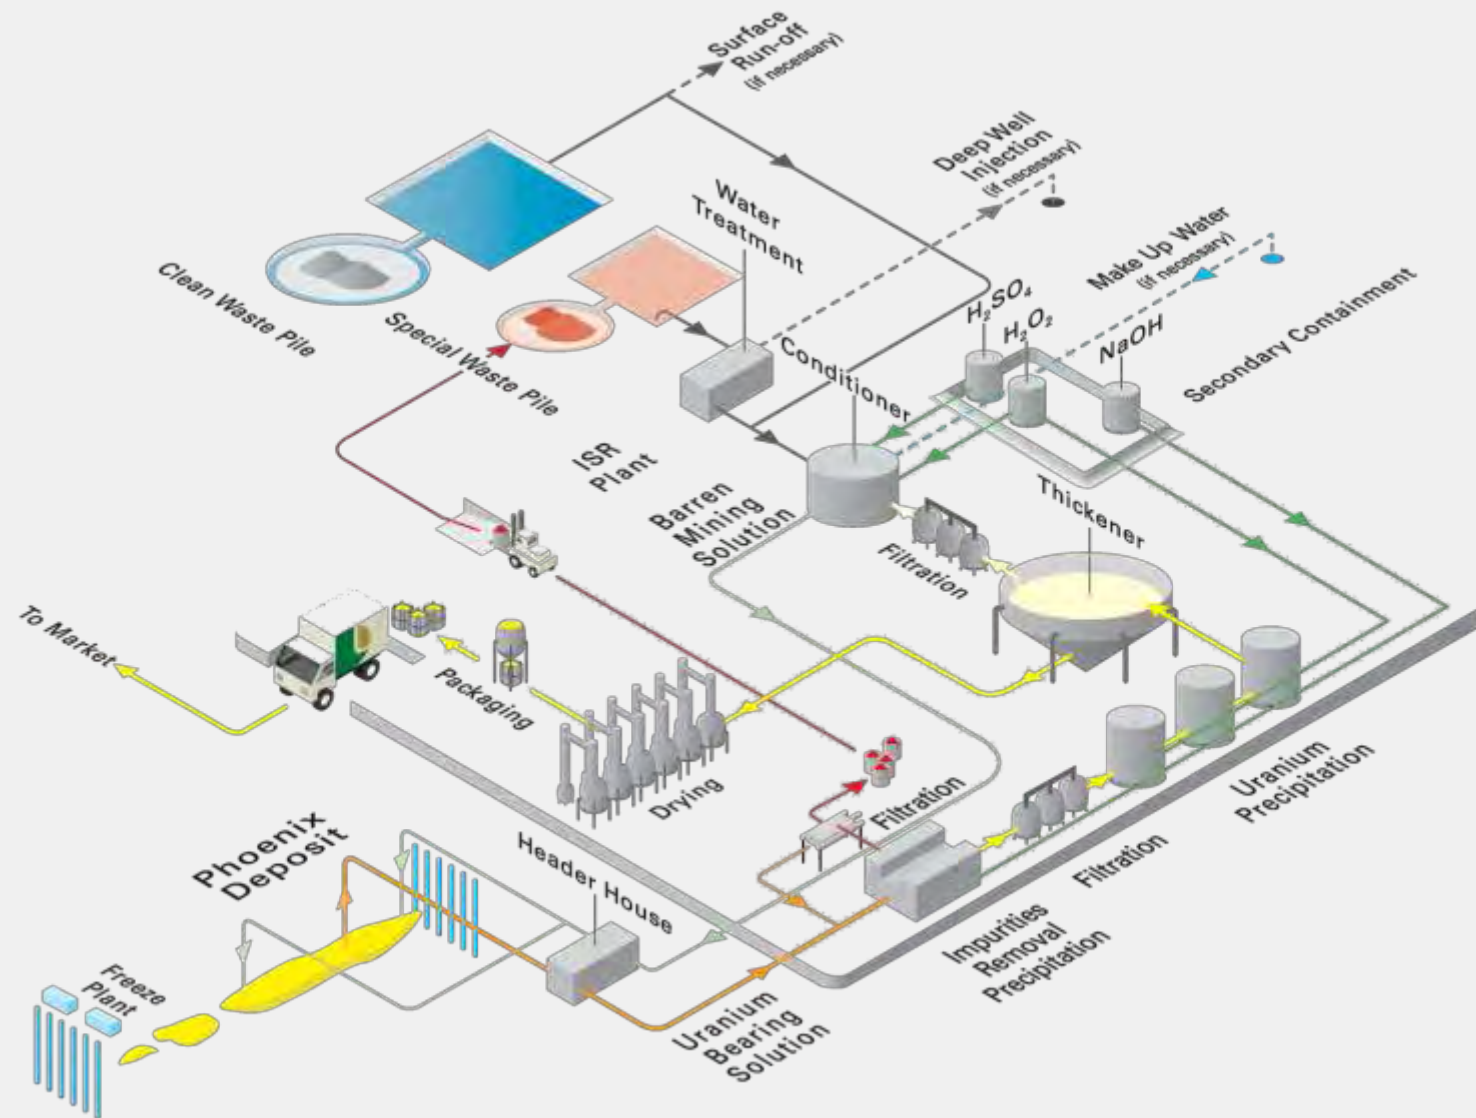 Surface
Run-off
(if necessary)
Deep Well
Injection
(if necessary)
Water
Treatment
Make Up Water
(if necessary)
Clean Waste Pile
Special Waste Pile
H₂SO₄
H₂O₂
NaOH
Secondary Containment
Conditioner
ISR
Plant
Barren
Mining
Solution
Thickener
Filtration
To Market
Packaging
Drying
Filtration
Uranium
Precipitation
Phoenix
Deposit
Header House
Filtration
Impurities
Removal
Precipitation
Freeze
Plant
Uranium
Bearing
Solution